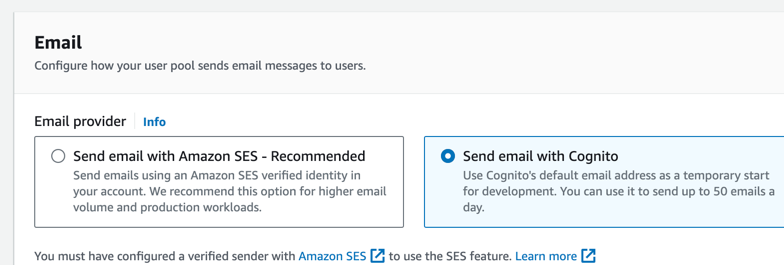 Email
Configure how your user pool sends email messages to users.
Email provider Info
Send email with Amazon SES - Recommended
Send emails using an Amazon SES verified identity in
your account. We recommend this option for higher email
volume and production workloads.
Send email with Cognito
Use Cognito's default email address as a temporary start
for development. You can use it to send up to 50 emails a
day.
You must have configured a verified sender with Amazon SES to use the SES feature. Learn more